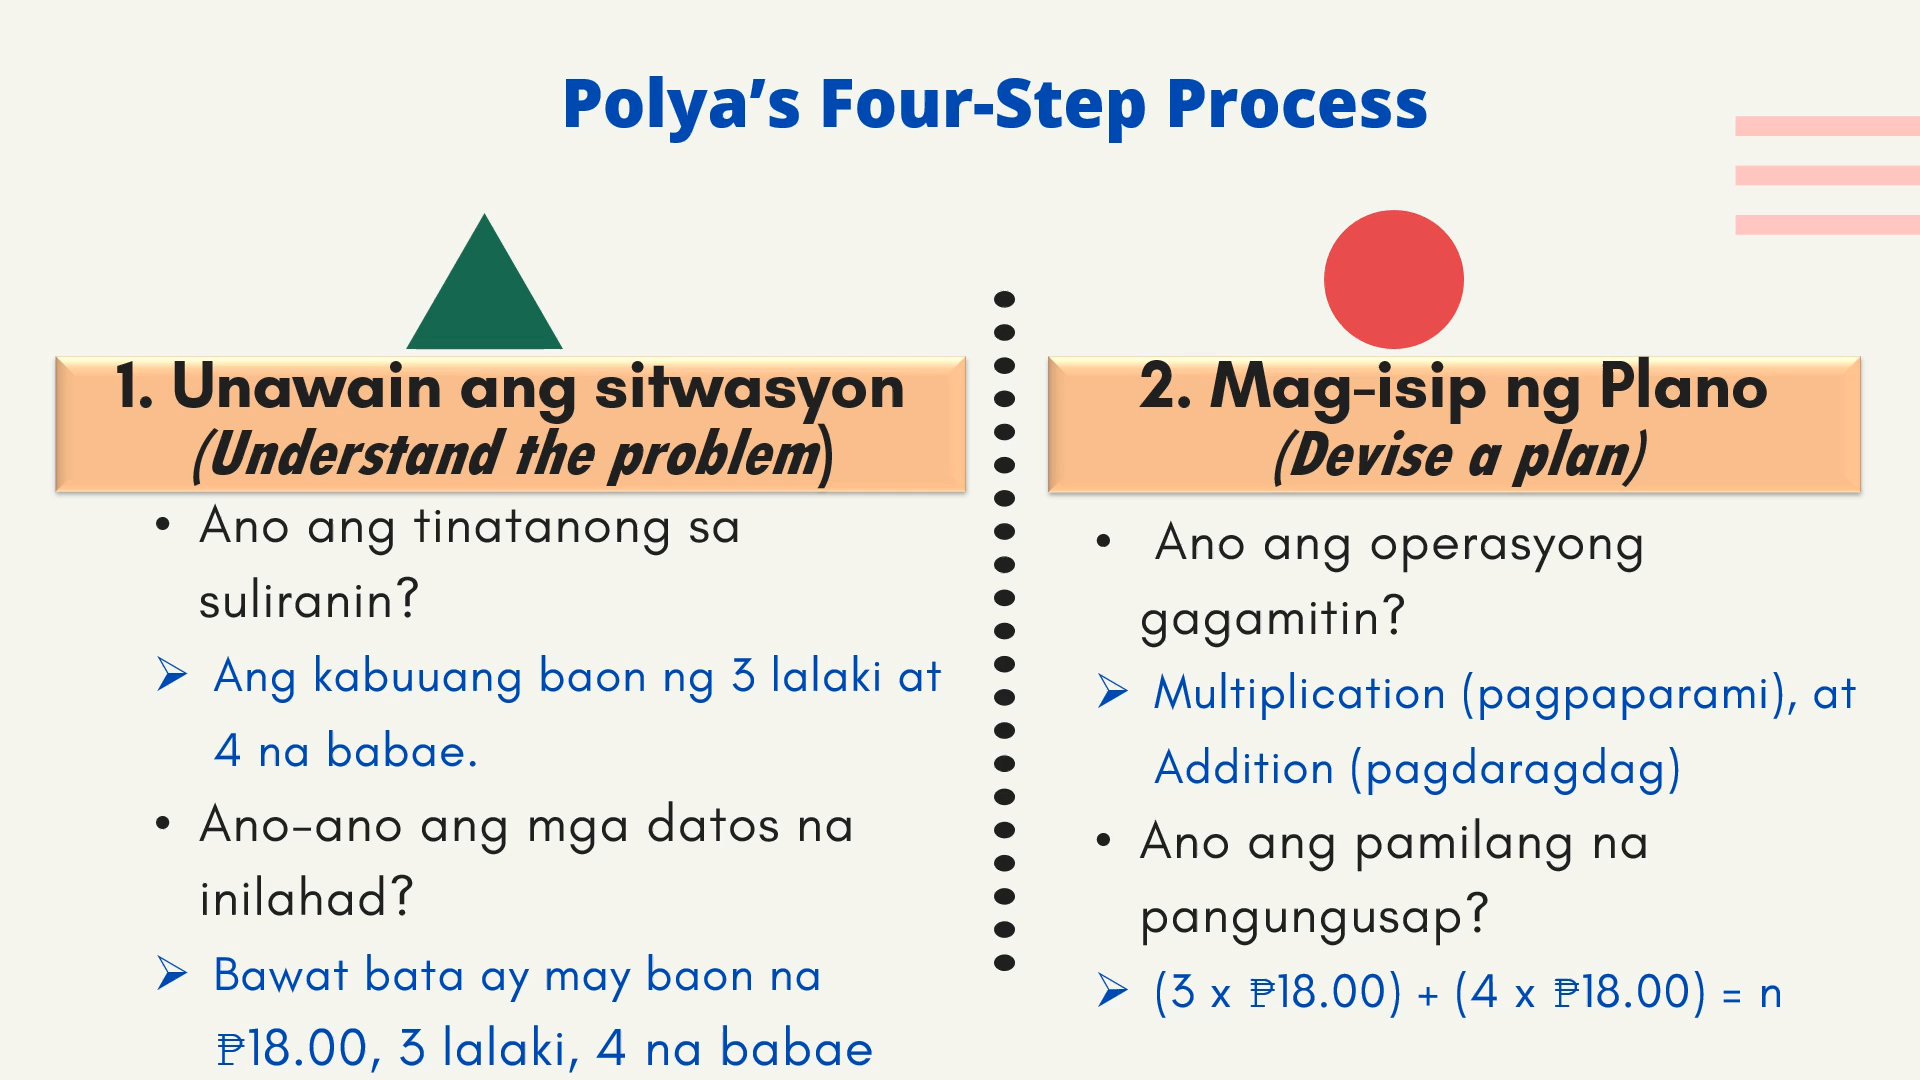 Polya’s Four-Step Process
1. Unawain ang sitwasyon
(Understand the problem)
• Ano ang tinatanong sa
suliranin?
➢ Ang kabuuang baon ng 3 lalaki at
4 na babae.
• Ano-ano ang mga datos na
inilahad?
➢ Bawat bata ay may baon na
₱18.00, 3 lalaki, 4 na babae
2. Mag-isip ng Plano
(Devise a plan)
• Ano ang operasyong
gagamitin?
➢ Multiplication (pagpaparami), at
Addition (pagdaragdag)
• Ano ang pamilang na
pangungusap?
➢ (3 x ₱18.00) + (4 x ₱18.00) = n